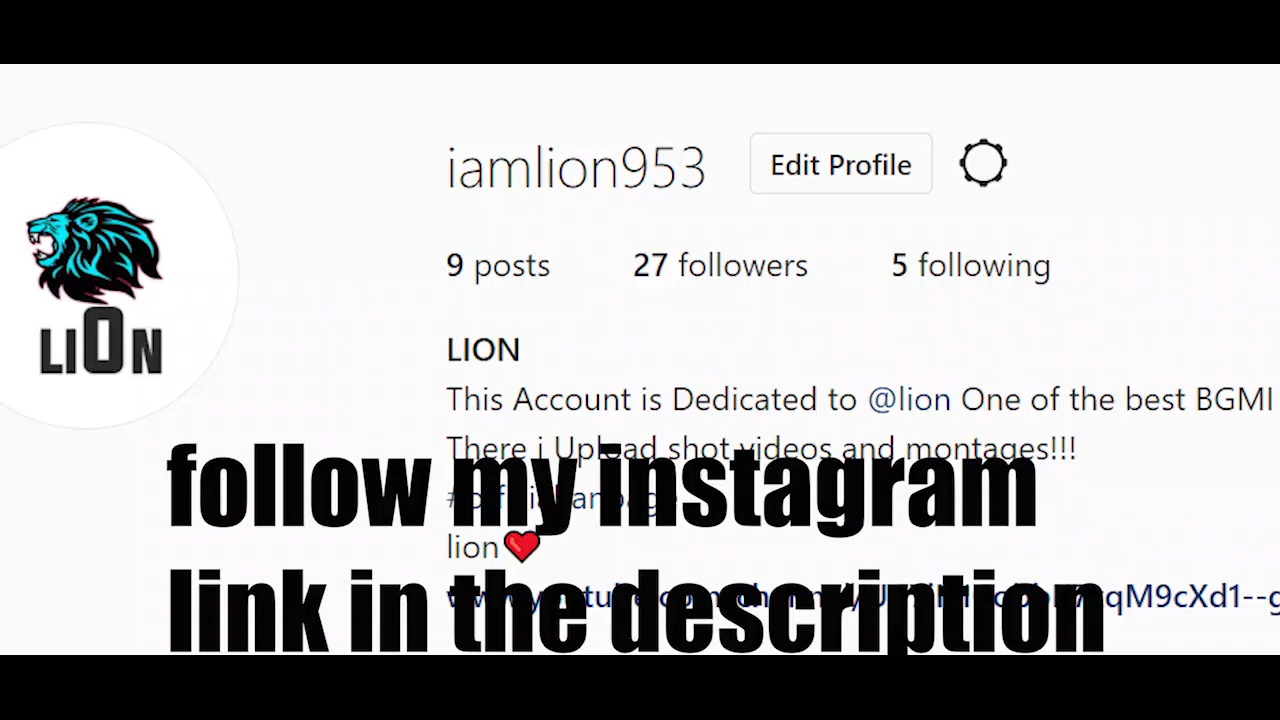 iamlion953 Edit Profile
9 posts 27 followers 5 following
LION
LION
This Account is Dedicated to @lion One of the best BGMI
There i Upload shot videos and montages!!!
follow my instagram
lion
link in the description